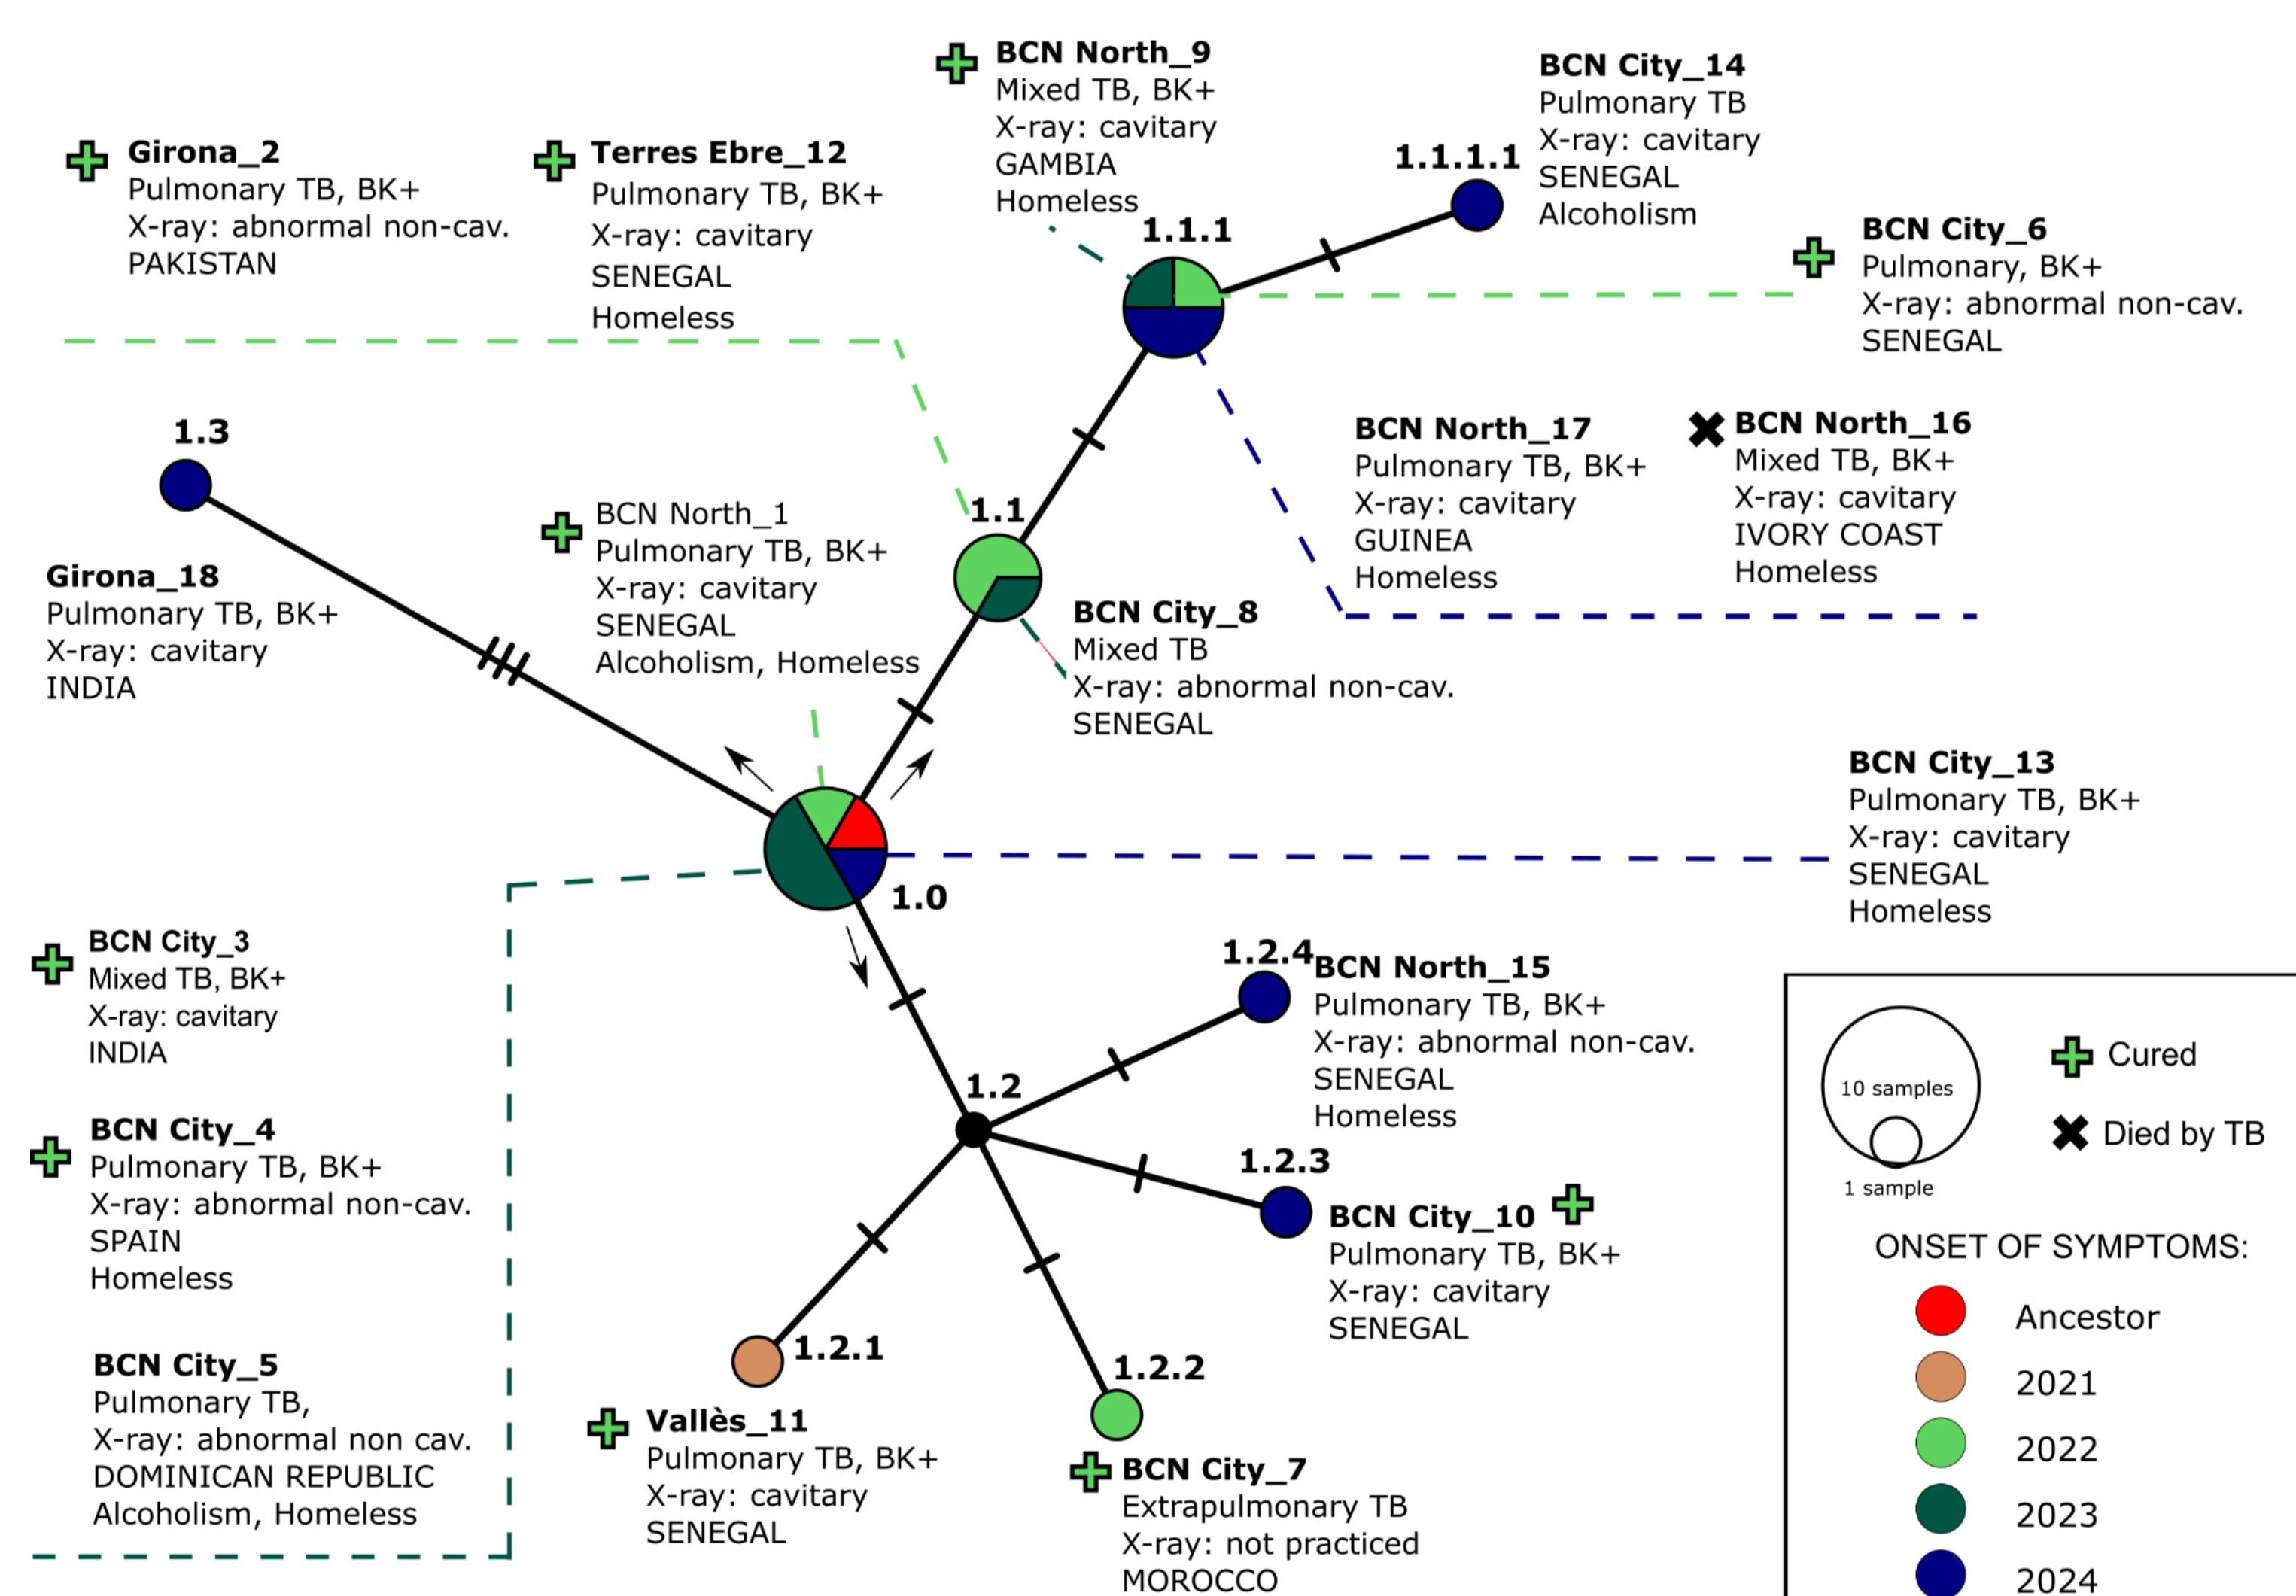 BCN North_9
Mixed TB, BK+
X-ray: cavitary
GAMBIA
Homeless
BCN City_14
Pulmonary TB
X-ray: cavitary
SENEGAL
Alcoholism
1.1.1.1
Girona_2
Pulmonary TB, BK+
X-ray: abnormal non-cav.
PAKISTAN
Terres Ebre_12
Pulmonary TB, BK+
X-ray: cavitary
SENEGAL
Homeless
1.1.1
BCN City_6
Pulmonary, BK+
X-ray: abnormal non-cav.
SENEGAL
1.3
Girona_18
Pulmonary TB, BK+
X-ray: cavitary
INDIA
BCN North_1
Pulmonary TB, BK+
X-ray: cavitary
SENEGAL
Alcoholism, Homeless
1.1
BCN City_8
Mixed TB
X-ray: abnormal non-cav.
SENEGAL
BCN North_17
Pulmonary TB, BK+
X-ray: cavitary
GUINEA
Homeless
BCN North_16
Mixed TB, BK+
X-ray: cavitary
IVORY COAST
Homeless
BCN City_13
Pulmonary TB, BK+
X-ray: cavitary
SENEGAL
Homeless
1.0
BCN City_3
Mixed TB, BK+
X-ray: cavitary
INDIA
BCN City_4
Pulmonary TB, BK+
X-ray: abnormal non-cav.
SPAIN
Homeless
BCN City_5
Pulmonary TB,
X-ray: abnormal non cav.
DOMINICAN REPUBLIC
Alcoholism, Homeless
1.2
1.2.4
BCN North_15
Pulmonary TB, BK+
X-ray: abnormal non-cav.
SENEGAL
Homeless
1.2.3
BCN City_10
Pulmonary TB, BK+
X-ray: cavitary
SENEGAL
1.2.1
Vallès_11
Pulmonary TB, BK+
X-ray: cavitary
SENEGAL
1.2.2
BCN City_7
Extrapulmonary TB
X-ray: not practiced
MOROCCO
10 samples
1 sample
Cured
Died by TB
ONSET OF SYMPTOMS:
Ancestor
2021
2022
2023
2024